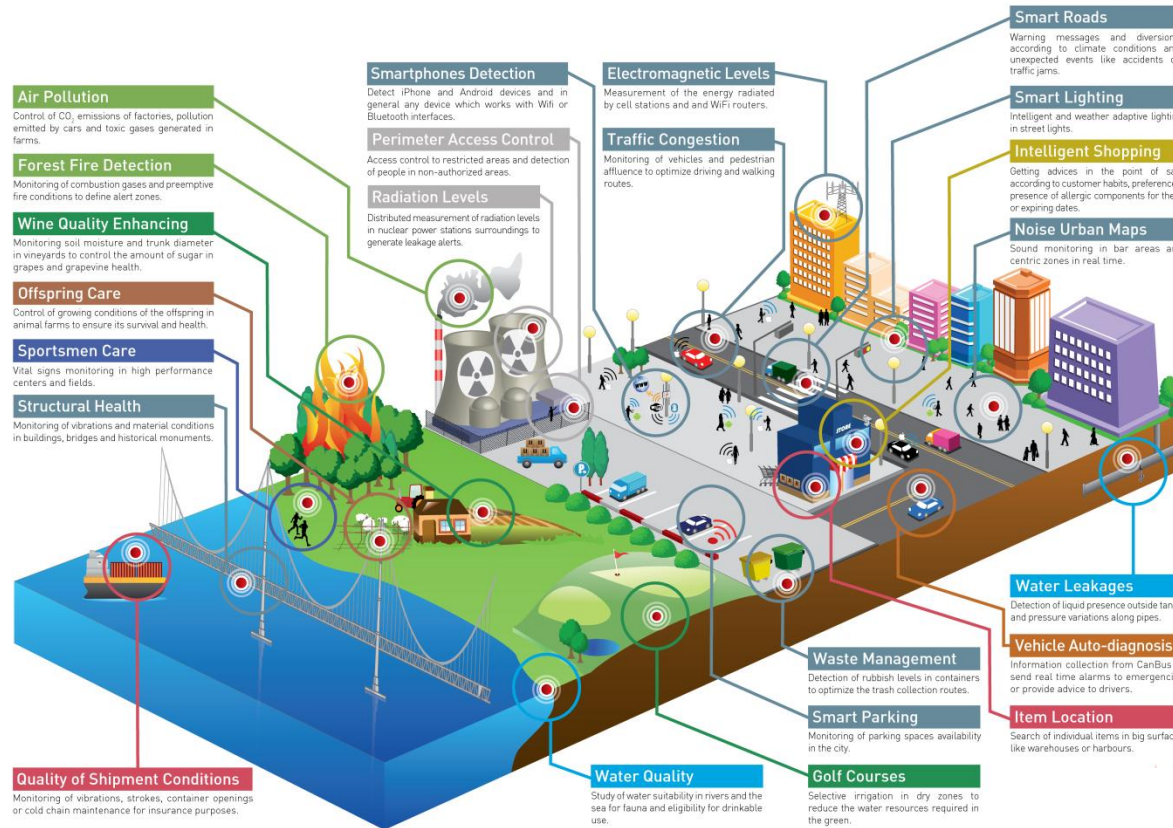 Air Pollution
Control of CO₂ emissions of factories, pollution
emitted by cars and toxic gases generated in
farms.
Forest Fire Detection
Monitoring of combustion gases and preemptive
fire conditions to define alert zones.
Wine Quality Enhancing
Monitoring soil moisture and trunk diameter
in vineyards to control the amount of sugar in
grapes and grapevine health.
Offspring Care
Control of growing conditions of the offspring in
animal farms to ensure its survival and health.
Sportsmen Care
Vital signs monitoring in high performance
centers and fields.
Structural Health
Monitoring of vibrations and material conditions
in buildings, bridges and historical monuments.
Quality of Shipment Conditions
Monitoring of vibrations, strokes, container openings
or cold chain maintenance for insurance purposes.
Smartphones Detection
Detect iPhone and Android devices and in
general any device which works with Wifi or
Bluetooth interfaces.
Perimeter Access Control
Access control to restricted areas and detection
of people in non-authorized areas.
Radiation Levels
Distributed measurement of radiation levels
in nuclear power stations surroundings to
generate leakage alerts.
Electromagnetic Levels
Measurement of the energy radiated
by cell stations and and WiFi routers.
Traffic Congestion
Monitoring of vehicles and pedestrian
affluence to optimize driving and walking
routes.
Smart Roads
Warning messages and diversion
according to climate conditions an
unexpected events like accidents o
traffic jams.
Smart Lighting
Intelligent and weather adaptive lightin
in street lights.
Intelligent Shopping
Getting advices in the point of sa
according to customer habits, preference
presence of allergic components for the
or expiring dates.
Noise Urban Maps
Sound monitoring in bar areas an
centric zones in real time.
www
STORE
P
Water Leakages
Detection of liquid presence outside tan
and pressure variations along pipes.
Vehicle Auto-diagnosis
Information collection from CanBus
send real time alarms to emergenci
or provide advice to drivers.
Item Location
Search of individual items in big surfac
like warehouses or harbours.
Waste Management
Detection of rubbish levels in containers
to optimize the trash collection routes.
Smart Parking
Monitoring of parking spaces availability
in the city.
Golf Courses
Selective irrigation in dry zones to
reduce the water resources required in
the green.
Water Quality
Study of water suitability in rivers and the
sea for fauna and eligibility for drinkable
use.